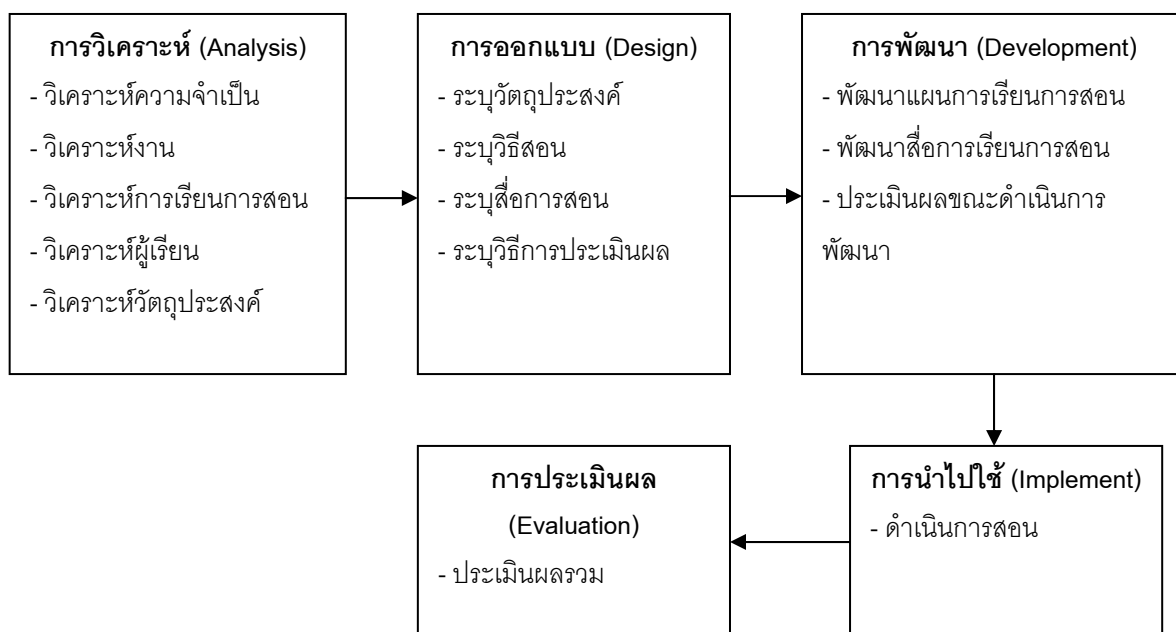 การวิเคราะห์ (Analysis)
- วิเคราะห์ความจำเป็น
- วิเคราะห์งาน
- วิเคราะห์การเรียนการสอน
- วิเคราะห์ผู้เรียน
- วิเคราะห์วัตถุประสงค์
การออกแบบ (Design)
- ระบุวัตถุประสงค์
- ระบุวิธีสอน
- ระบุสื่อการสอน
- ระบุวิธีการประเมินผล
การพัฒนา (Development)
- พัฒนาแผนการเรียนการสอน
- พัฒนาสื่อการเรียนการสอน
- ประเมินผลขณะดำเนินการ
พัฒนา
การนำไปใช้ (Implement)
- ดำเนินการสอน
การประเมินผล
(Evaluation)
- ประเมินผลรวม